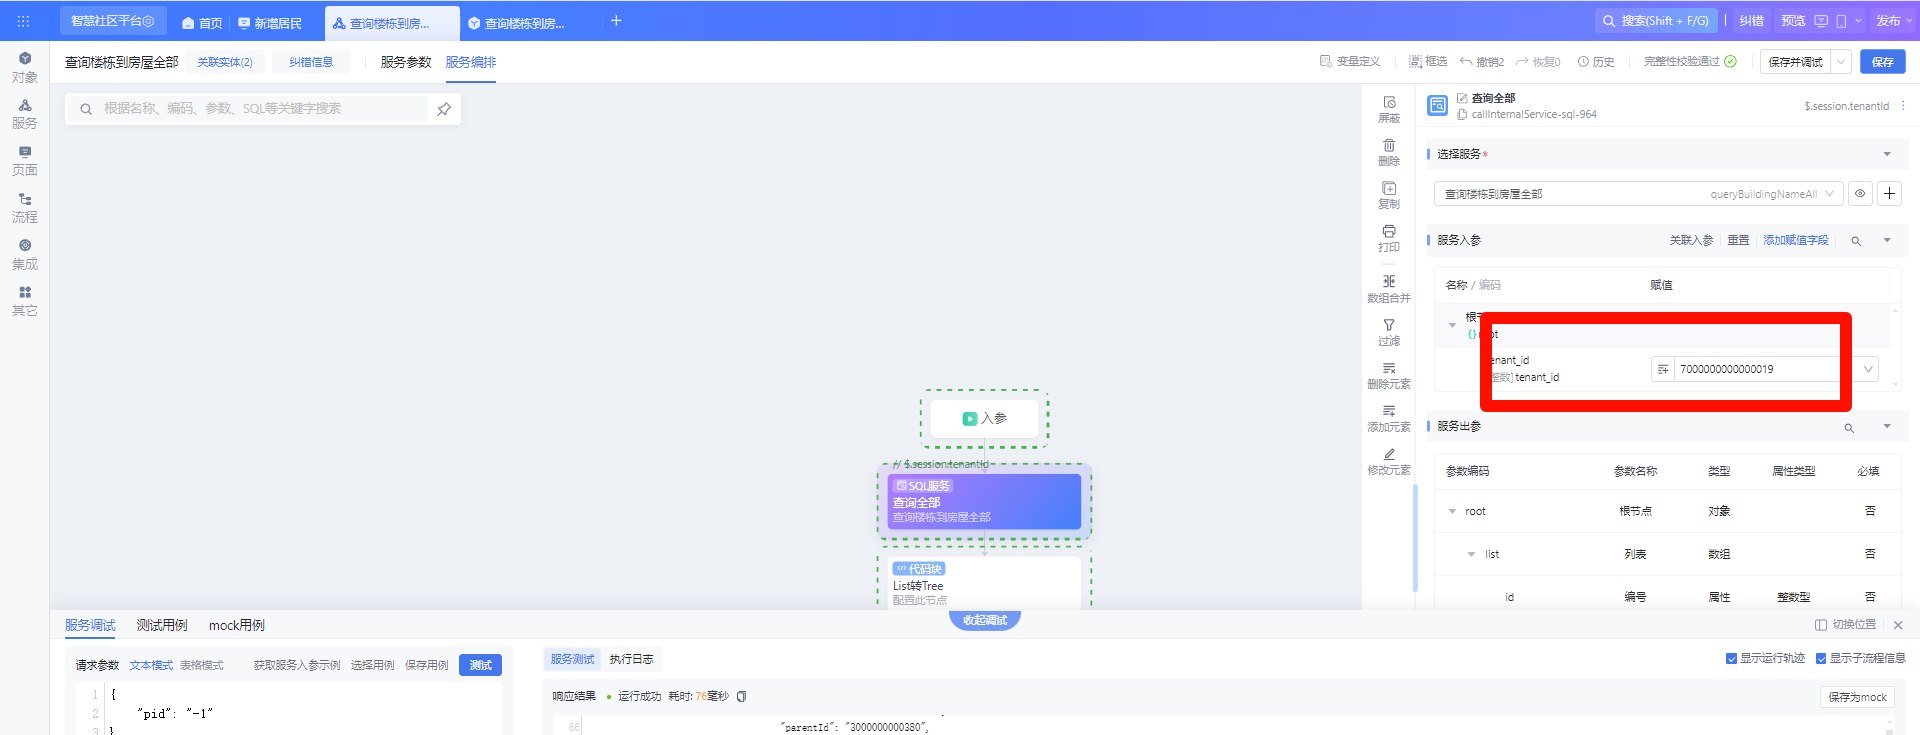 智慧社区平台
首页
新增居民
查询楼栋到房...
查询楼栋到房...
搜索(Shift + F/G)
纠错
预览
发布
对象
服务
页面
流程
集成
其它
查询楼栋到房屋全部
关联实体(2)
纠错信息
服务参数
服务编排
变量定义
框选
撤销2
恢复0
历史
完整性校验通过
保存并调试
保存
根据名称、编码、参数、SQL等关键字搜索
入参
// $.session.tenantId
SQL服务
查询全部
查询楼栋到房屋全部
代码块
List转Tree
配置此节点
屏蔽
删除
复制
打印
数组合并
过滤
删除元素
添加元素
修改元素
查询全部
callInternalService-sql-964
$.session.tenantId
选择服务*
查询楼栋到房屋全部
queryBuildingNameAll
服务入参
关联入参
重置
添加赋值字段
名称 / 编码
赋值
enant_id
tenant_id
7000000000000019
服务出参
参数编码 参数名称 类型 属性类型 必填
root 根节点 对象 否
list 列表 数组 否
id 编号 属性 整数型 否
收起调试
服务调试
测试用例
mock用例
切换位置
请求参数
文本模式
表格模式
获取服务入参示例
选择用例
保存用例
测试
1 {
2 "pid": "-1"
3 }
服务测试
执行日志
显示运行轨迹
显示子流程信息
响应结果
运行成功
耗时: 76毫秒
保存为mock
66 "parentId": "3000000000380",